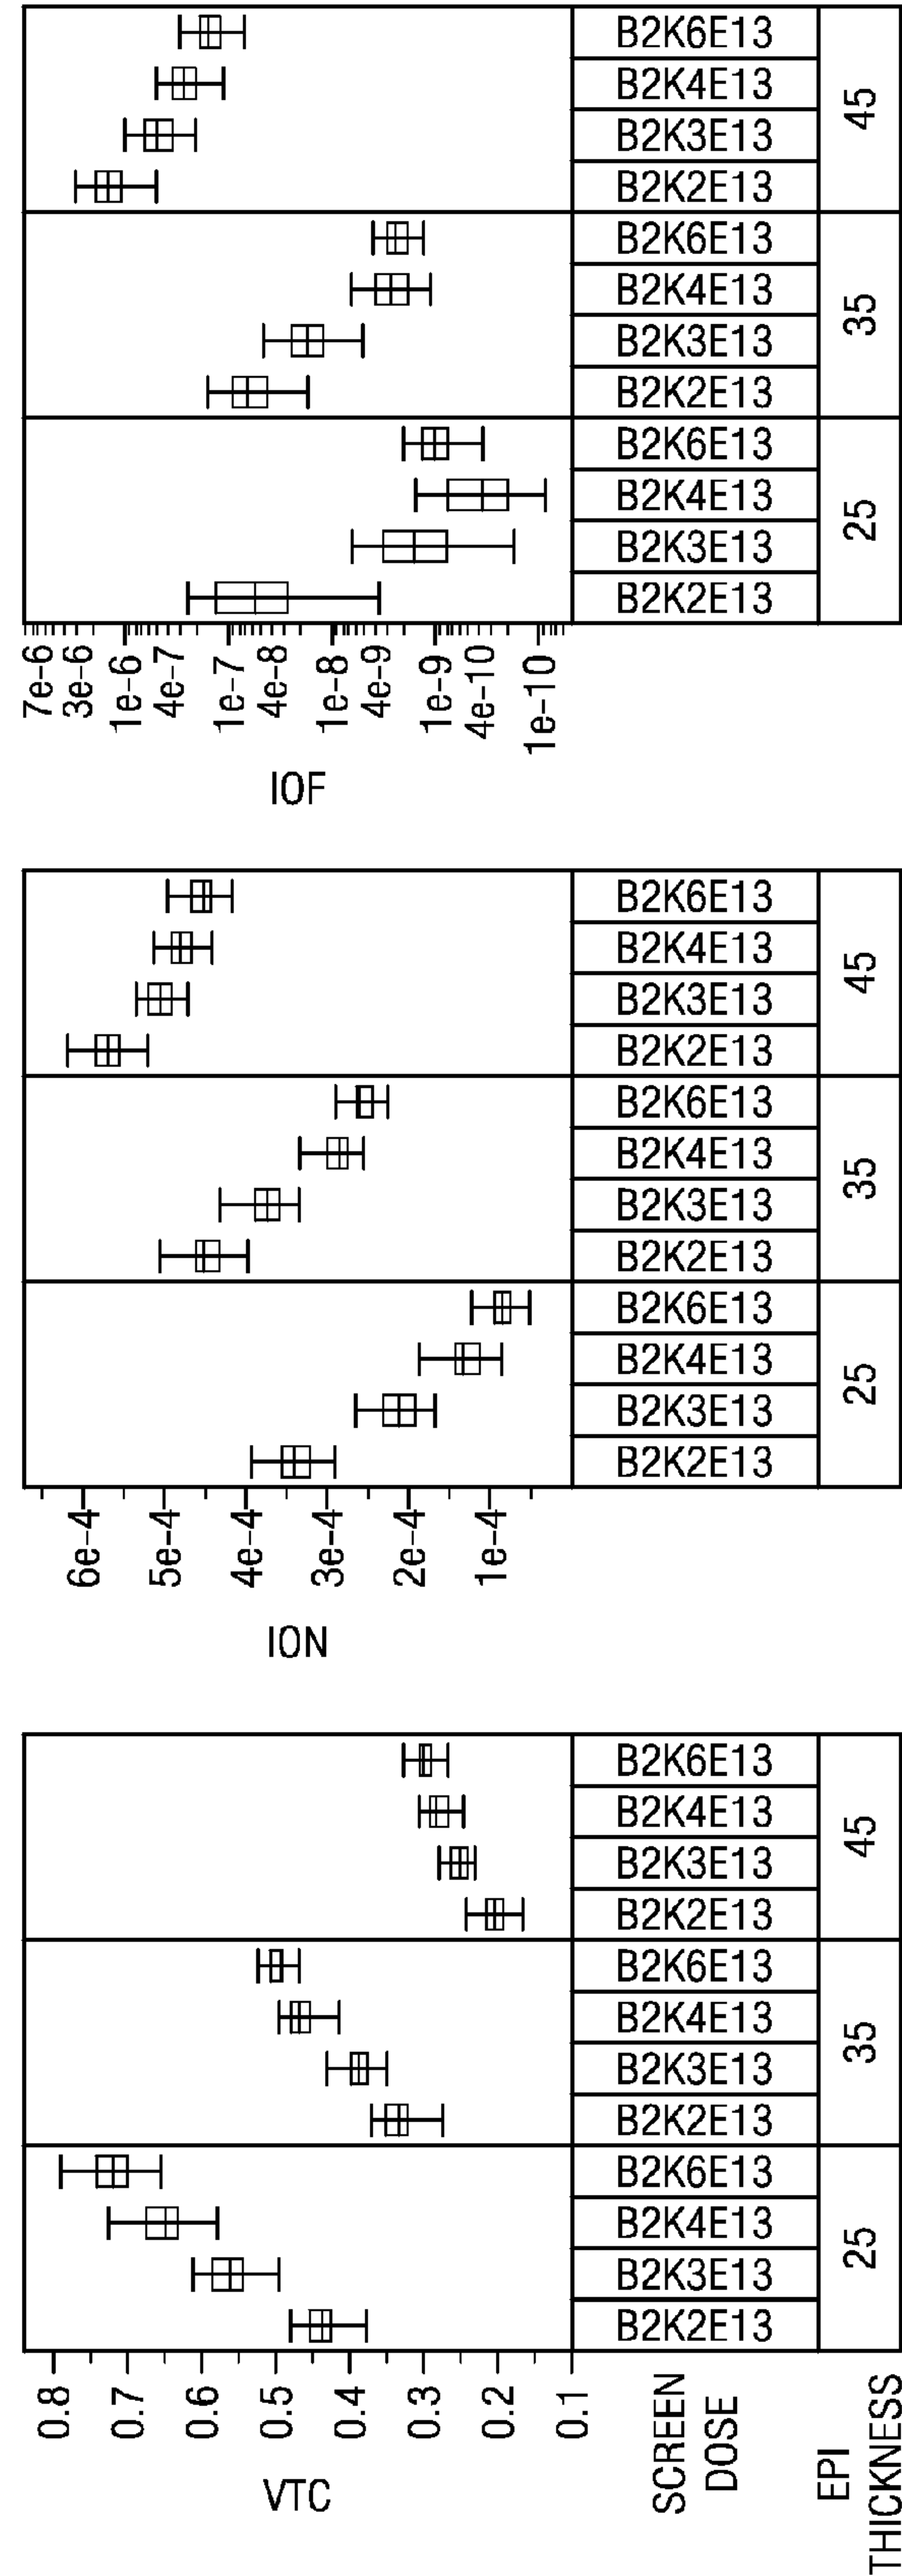 0.8
0.7
0.6
0.5
0.4
0.3
0.2
0.1
VTC
SCREEN
DOSE
B2K2E13 B2K3E13 B2K4E13 B2K6E13 B2K2E13 B2K3E13 B2K4E13 B2K6E13 B2K2E13 B2K3E13 B2K4E13 B2K6E13
EPI
THICKNESS
25 35 45
6e-4
5e-4
4e-4
3e-4
2e-4
1e-4
ION
B2K2E13 B2K3E13 B2K4E13 B2K6E13 B2K2E13 B2K3E13 B2K4E13 B2K6E13 B2K2E13 B2K3E13 B2K4E13 B2K6E13
25 35 45
7e-6
3e-6
1e-6
4e-7
1e-7
4e-8
1e-8
4e-9
1e-9
4e-10
1e-10
IOF
B2K2E13 B2K3E13 B2K4E13 B2K6E13 B2K2E13 B2K3E13 B2K4E13 B2K6E13 B2K2E13 B2K3E13 B2K4E13 B2K6E13
25 35 45